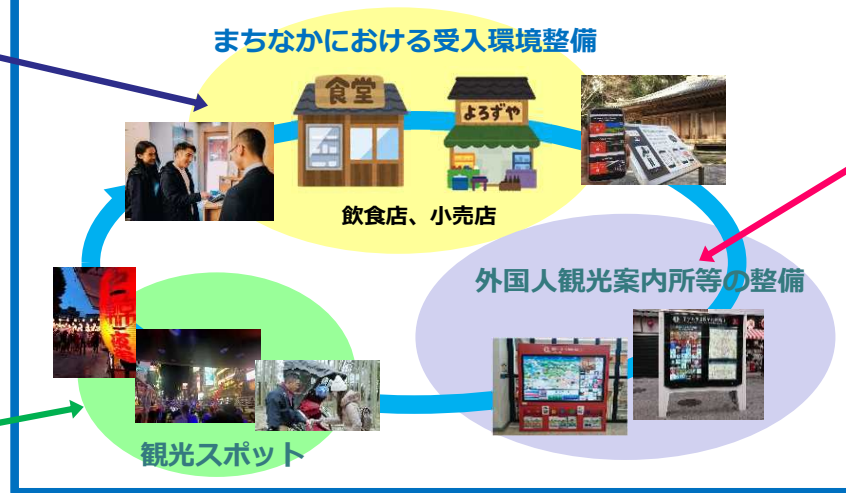 まちなかにおける受入環境整備
食堂
よろずや
飲食店、小売店
外国人観光案内所等の整備
観光スポット